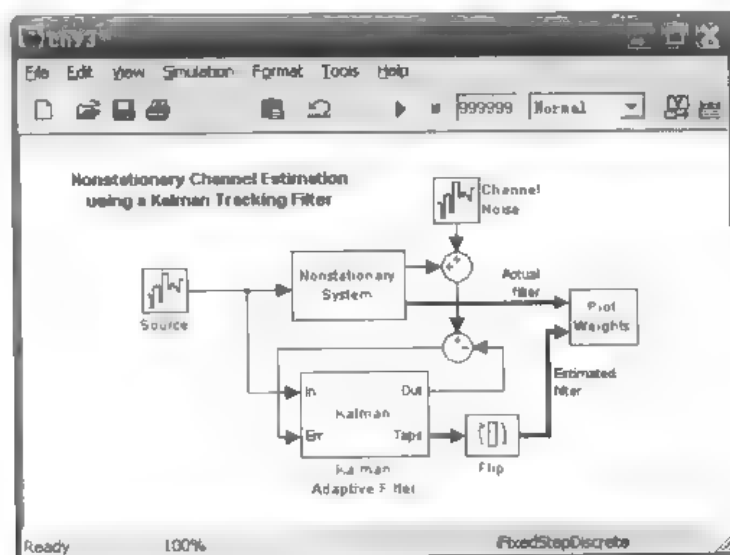 File Edit View Simulation Format Tools Help
999999 Normal
Nonstationary Channel Estimation
using a Kalman Tracking Filter
Channel
Noise
Nonstationary
System
Actual
filter
Plot
Weights
Source
Estimated
filter
In
Out
Kalman
Err
Taps
Kalman
Adaptive Filter
Flip
Ready 100% FixedStepDiscrete